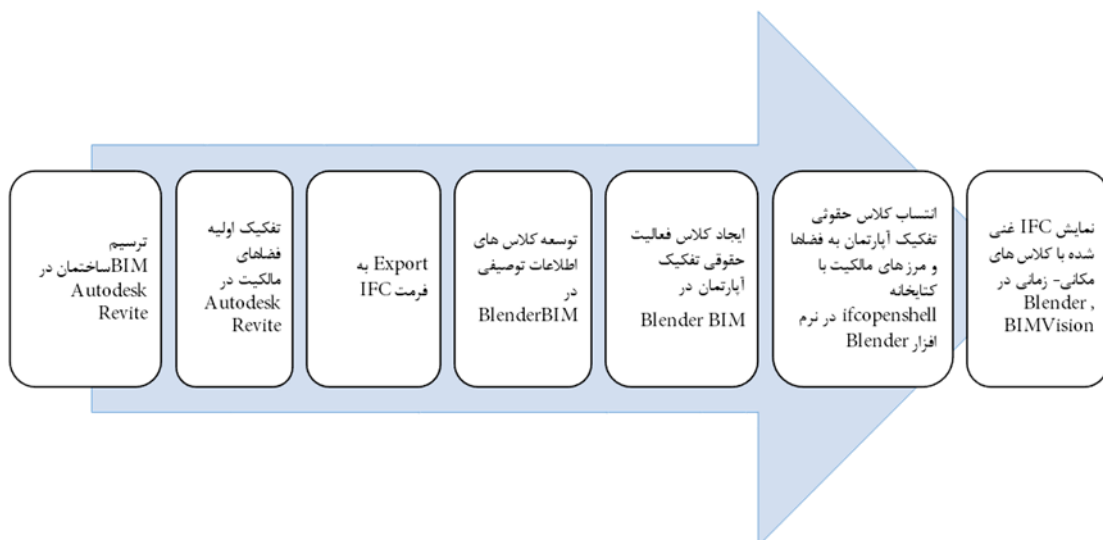 ترسیم
BIMساختمان در
Autodesk
Revite
تفکیک اولیه
فضاهای
مالکیت در
Autodesk
Revite
Export به
فرمت IFC
توسعه کلاس های
اطلاعات توصیفی
در
BlenderBIM
ایجاد کلاس فعالیت
حقوقی تفکیک
آپارتمان در
Blender BIM
انتساب کلاس حقوثی
تفکیک آپارتمان به فضاها
و مرز های مالکیت با
کتابخانه
ifcopenshell در نرم
افزار Blender
نمایش IFC غنی
شده با کلاس های
مکانی- زمانی در
Blender ,
BIMVision